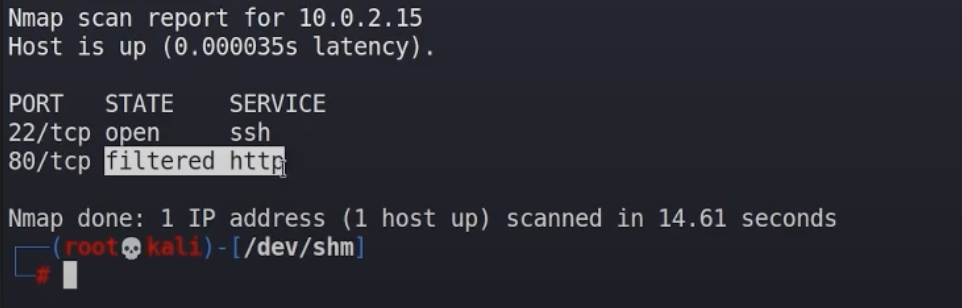 Nmap scan report for 10.0.2.15
Host is up (0.000035s latency).
PORT   STATE    SERVICE
22/tcp open     ssh
80/tcp filtered http
Nmap done: 1 IP address (1 host up) scanned in 14.61 seconds
┌──(root💀kali)-[/dev/shm]
└─#